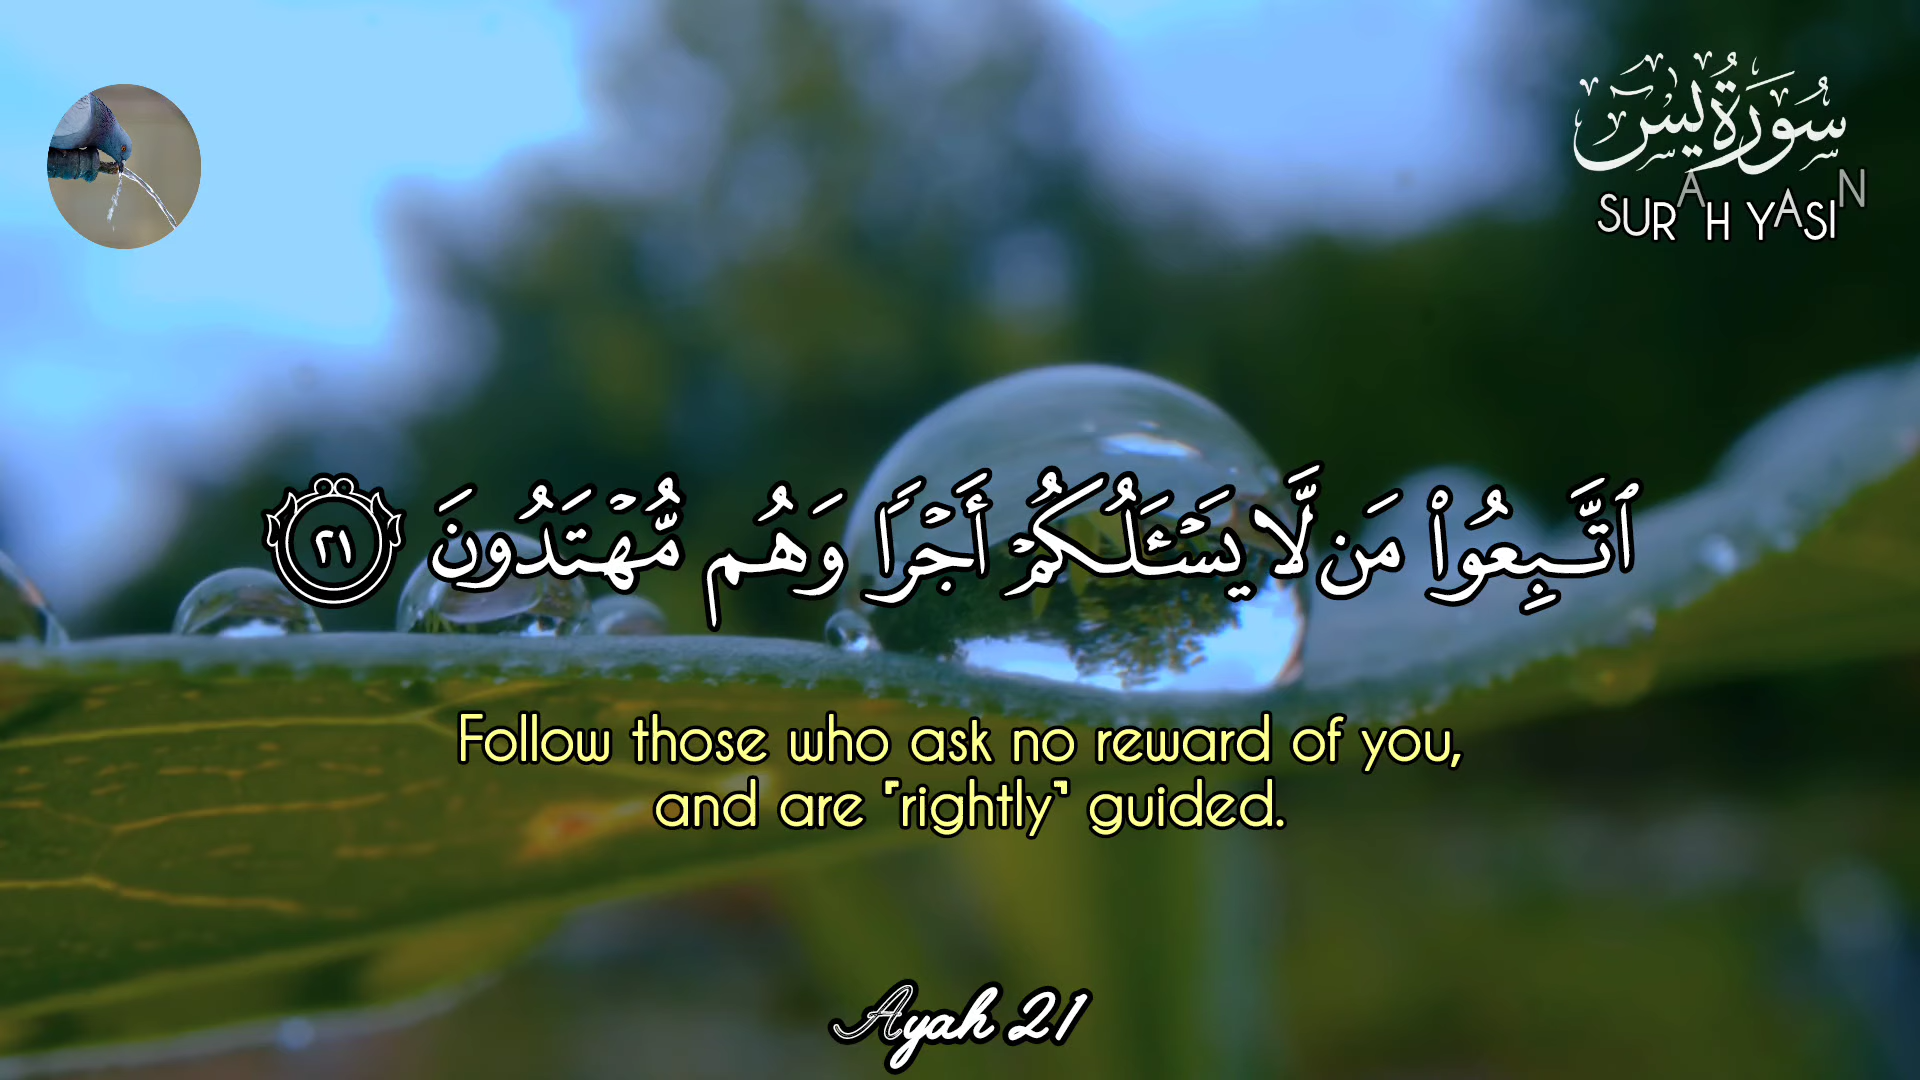 سُورَةُ يسٓ
SURAH YASIN
ٱتَّبِعُوا۟ مَن لَّا يَسْـَٔلُكُمْ أَجْرًا وَهُم مُّهْتَدُونَ ٢١
Follow those who ask no reward of you,
and are ˹rightly˺ guided.
Ayah 21